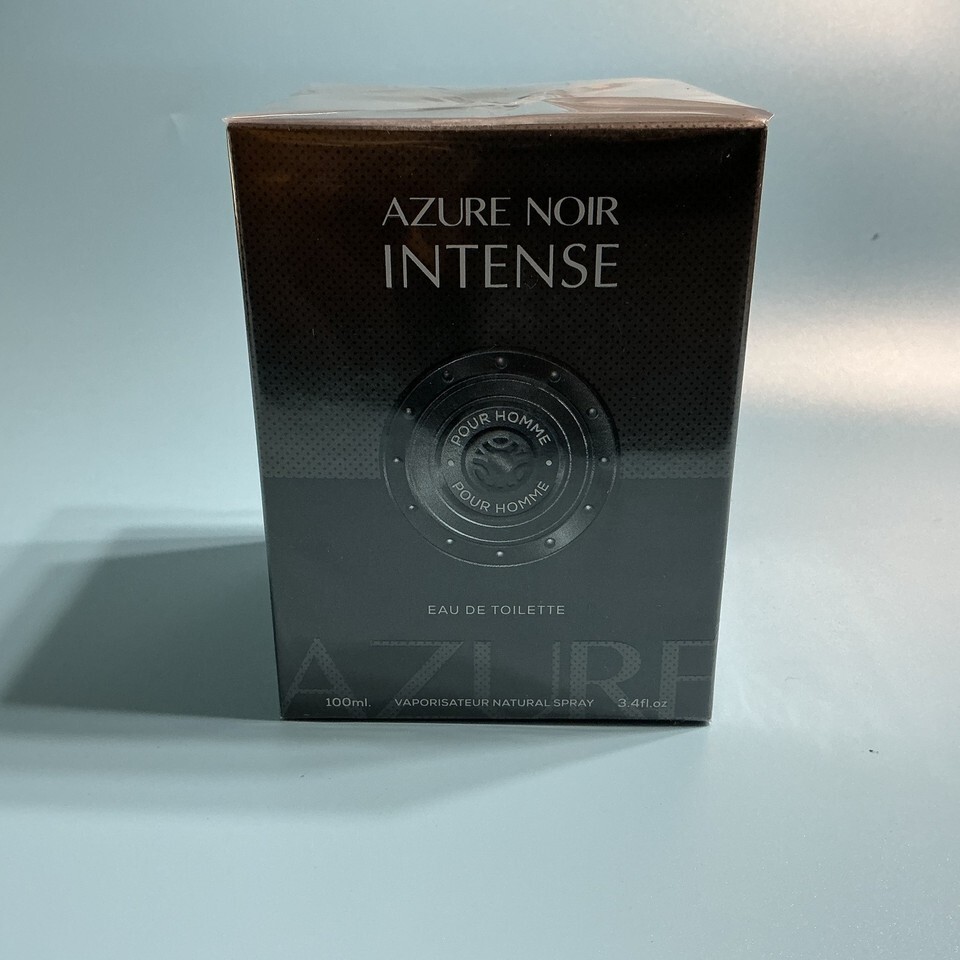 AZURE NOIR
INTENSE
POUR HOMME
POUR HOMME
EAU DE TOILETTE
AZURE
100ml. VAPORISATEUR NATURAL SPRAY 3.4fl.oz